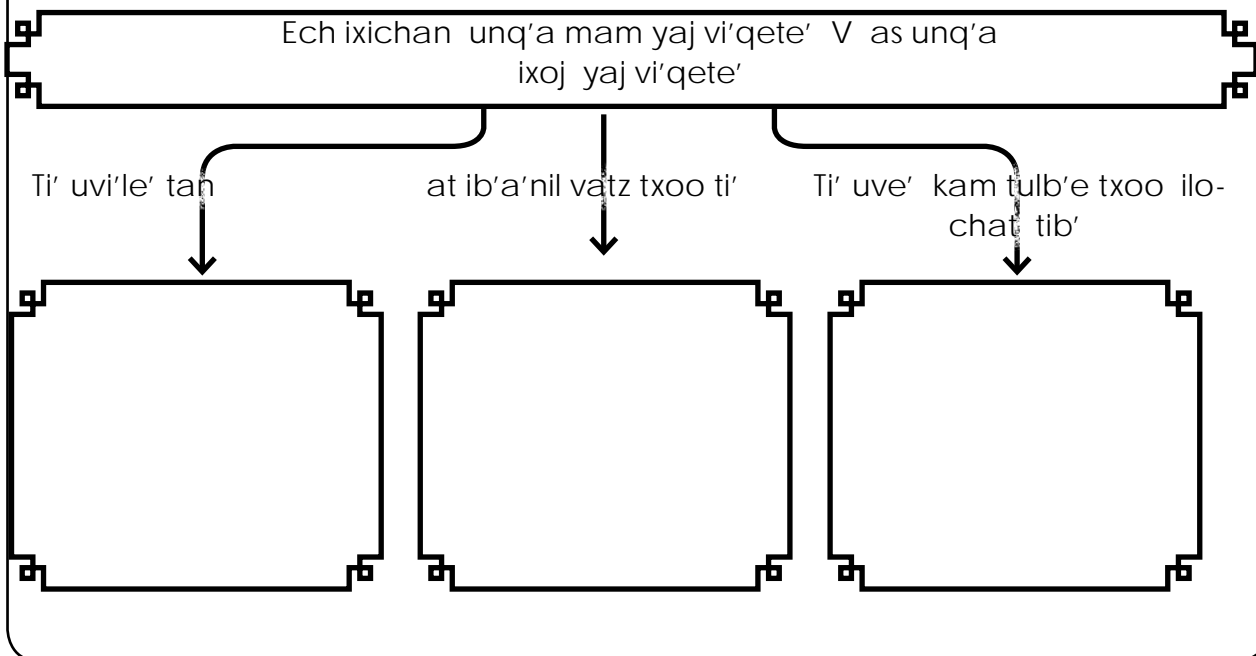 Ech ixichan unq'a mam yaj vi'qete' V as unq'a
ixoj yaj vi'qete'
Ti' uvi'le' tan
at ib'a'nil vatz txoo ti'
Ti' uve' kam tulb'e txoo ilo-
chat tib'